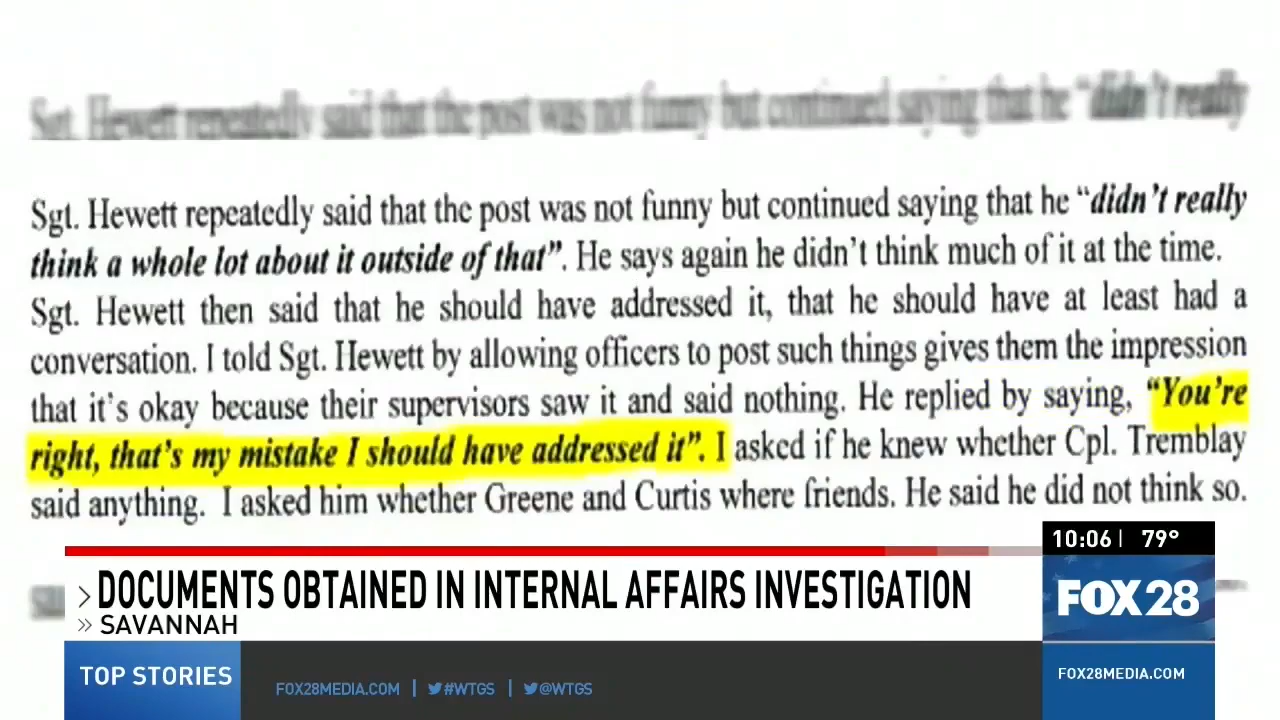 Sgt. Hewett repeatedly said that the post was not funny but continued saying that he “didn’t really
Sgt. Hewett repeatedly said that the post was not funny but continued saying that he “didn’t really
think a whole lot about it outside of that”. He says again he didn’t think much of it at the time.
Sgt. Hewett then said that he should have addressed it, that he should have at least had a
conversation. I told Sgt. Hewett by allowing officers to post such things gives them the impression
that it’s okay because their supervisors saw it and said nothing. He replied by saying, “You’re
right, that’s my mistake I should have addressed it”. I asked if he knew whether Cpl. Tremblay
said anything. I asked him whether Greene and Curtis where friends. He said he did not think so.
10:06 | 79°
> DOCUMENTS OBTAINED IN INTERNAL AFFAIRS INVESTIGATION
» SAVANNAH
FOX 28
TOP STORIES
FOX28MEDIA.COM | #WTGS | @WTGS
FOX28MEDIA.COM